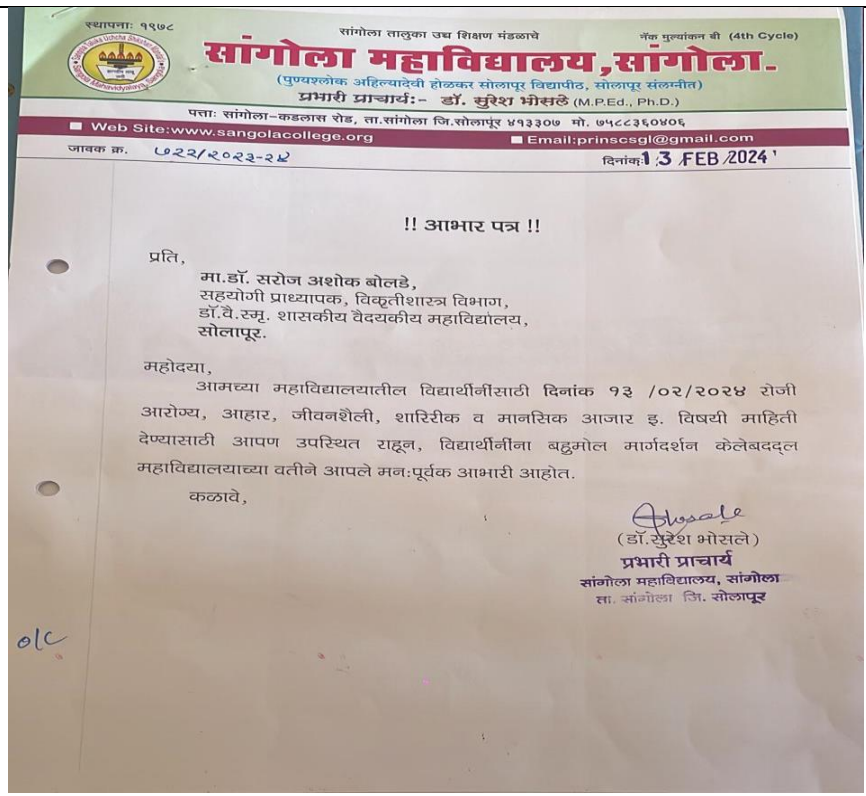 स्थापनाः १९७८
सांगोला तालुका उच्च शिक्षण मंडळाचे
नॅक मुल्यांकन बी (4th Cycle)
सांगोला महाविद्यालय,सांगोला.
(पुण्यश्लोक अहिल्यादेवी होळकर सोलापूर विद्यापीठ, सोलापूर संलग्नीत)
प्रभारी प्राचार्य:- डॉ. सुरेश भोसले (M.P.Ed., Ph.D.)
पत्ताः सांगोला-कडलास रोड, ता.सांगोला जि.सोलापूर ४१३३०७ मो. ७५८८३६०४०६
Web Site:www.sangolacollege.org Email:prinscsgl@gmail.com
जावक क्र. ७२२/२०२३-२४
दिनांक: 13 FEB 2024
!! आभार पत्र !!
प्रति,
मा.डॉ. सरोज अशोक बोलडे,
सहयोगी प्राध्यापक, विकृतीशास्त्र विभाग,
डॉ.वै.स्मृ. शासकीय वैदयकीय महाविद्यालय,
सोलापूर.
महोदया,
आमच्या महाविद्यालयातील विद्यार्थीनींसाठी दिनांक १३ /०२/२०२४ रोजी
आरोग्य, आहार, जीवनशैली, शारिरीक व मानसिक आजार इ. विषयी माहिती
देण्यासाठी आपण उपस्थित राहून, विद्यार्थीनींना बहुमोल मार्गदर्शन केलेबददल
महाविद्यालयाच्या वतीने आपले मन:पूर्वक आभारी आहोत.
कळावे,
(डॉ.सुरेश भोसले)
प्रभारी प्राचार्य
सांगोला महाविद्यालय, सांगोला
ता. सांगोला जि. सोलापूर
o/c